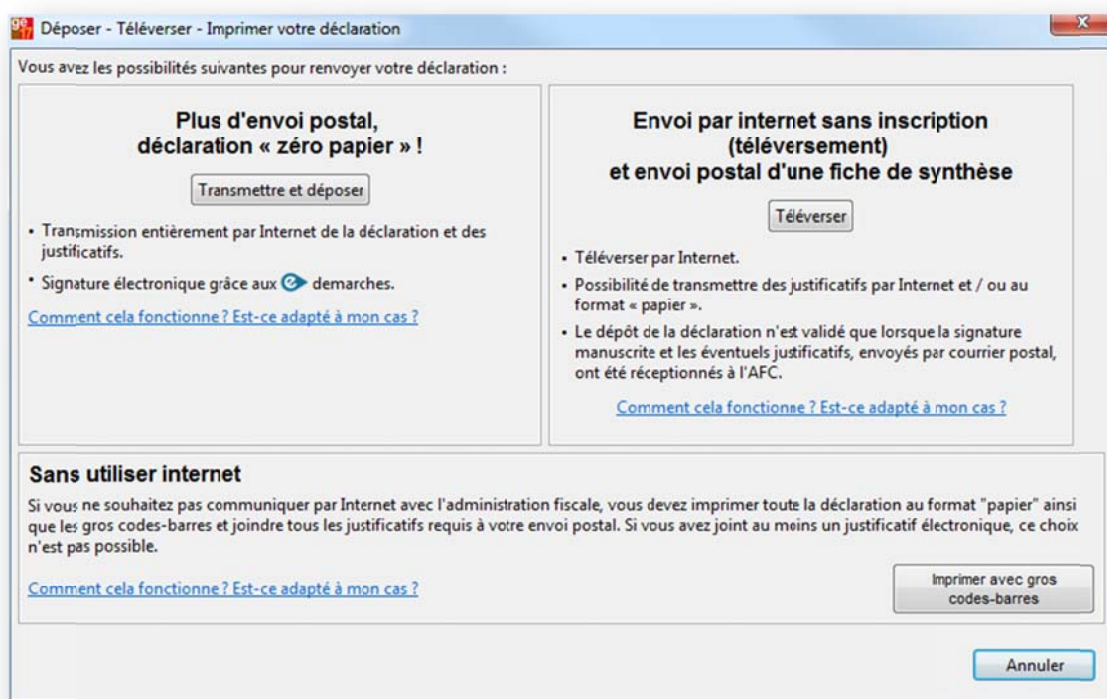 Déposer - Téléverser - Imprimer votre déclaration
Vous avez les possibilités suivantes pour renvoyer votre déclaration :
Plus d'envoi postal,
déclaration « zéro papier » !
Transmettre et déposer
• Transmission entièrement par Internet de la déclaration et des
justificatifs.
• Signature électronique grâce aux e demarches.
Comment cela fonctionne ? Est-ce adapté à mon cas ?
Envoi par internet sans inscription
(téléversement)
et envoi postal d'une fiche de synthèse
Téléverser
• Téléverser par Internet.
• Possibilité de transmettre des justificatifs par Internet et / ou au
format « papier ».
• Le dépôt de la déclaration n'est validé que lorsque la signature
manuscrite et les éventuels justificatifs, envoyés par courrier postal,
ont été réceptionnés à l'AFC.
Comment cela fonctionne ? Est-ce adapté à mon cas ?
Sans utiliser internet
Si vous ne souhaitez pas communiquer par Internet avec l'administration fiscale, vous devez imprimer toute la déclaration au format "papier" ainsi
que les gros codes-barres et joindre tous les justificatifs requis à votre envoi postal. Si vous avez joint au moins un justificatif électronique, ce choix
n'est pas possible.
Comment cela fonctionne ? Est-ce adapté à mon cas ?
Imprimer avec gros
codes-barres
Annuler